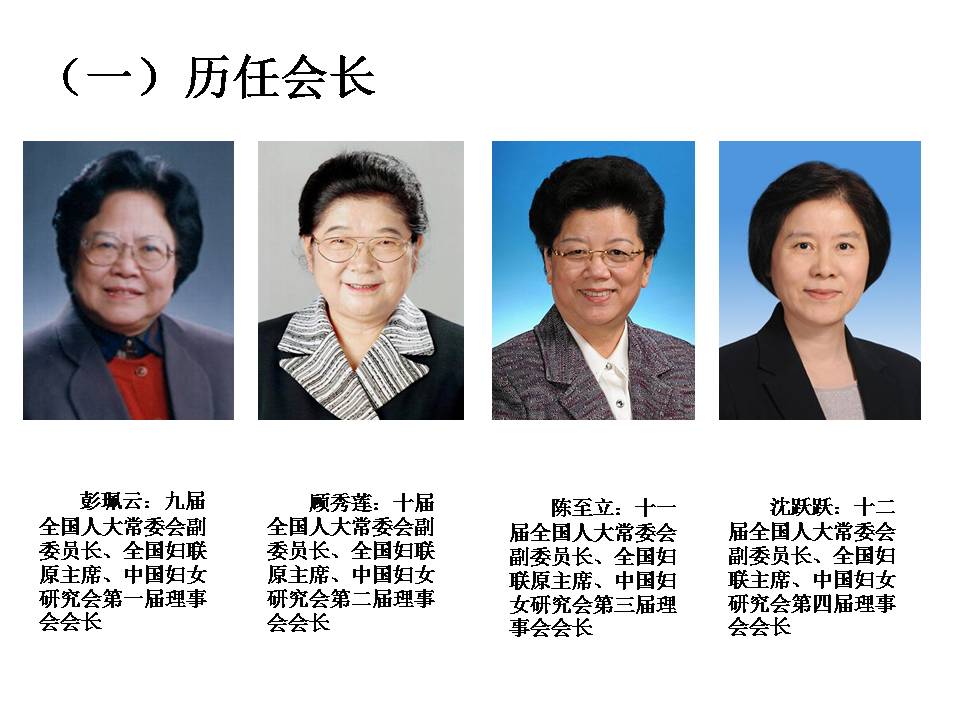 （一）历任会长
彭珮云：九届
全国人大常委会副
委员长、全国妇联
原主席、中国妇女
研究会第一届理事
会会长
顾秀莲：十届
全国人大常委会副
委员长、全国妇联
原主席、中国妇女
研究会第二届理事
会会长
陈至立：十一
届全国人大常委会
副委员长、全国妇
联原主席、中国妇
女研究会第三届理
事会会长
沈跃跃：十二
届全国人大常委会
副委员长、全国妇
联主席、中国妇女
研究会第四届理事
会会长